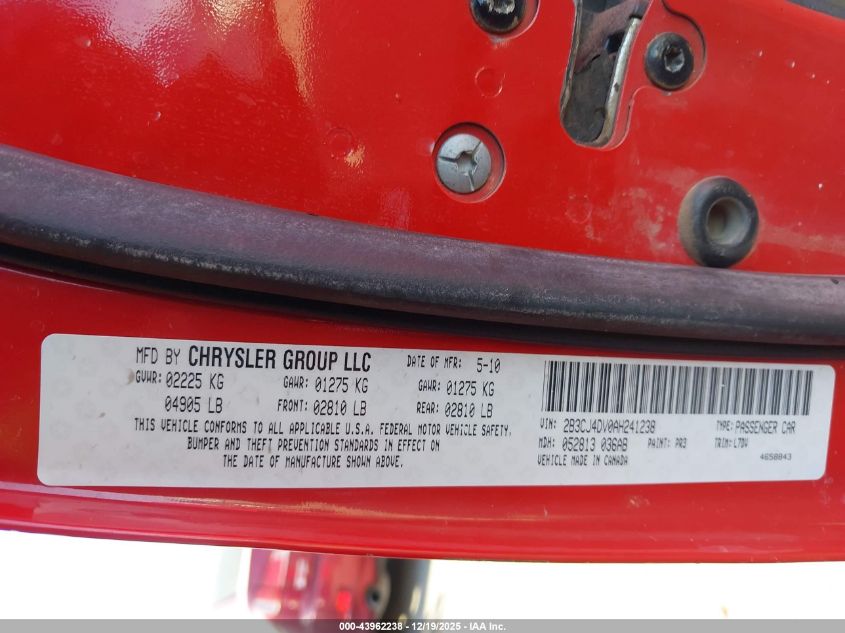 MFD BY CHRYSLER GROUP LLC DATE OF MFR: 5-10
GVWR: 02225 KG GAWR: 01275 KG GAWR: 01275 KG
04905 LB FRONT: 02810 LB REAR: 02810 LB
THIS VEHICLE CONFORMS TO ALL APPLICABLE U.S.A. FEDERAL MOTOR VEHICLE SAFETY,
BUMPER AND THEFT PREVENTION STANDARDS IN EFFECT ON
THE DATE OF MANUFACTURE SHOWN ABOVE.
VIN: 2B3CJ4DV0AH241238 TYPE: PASSENGER CAR
MDH: 052813 036AB PAINT: PR3 TRIM: L7DV
VEHICLE MADE IN CANADA 4658843
000-43962238 - 12/19/2025 - IAA Inc.